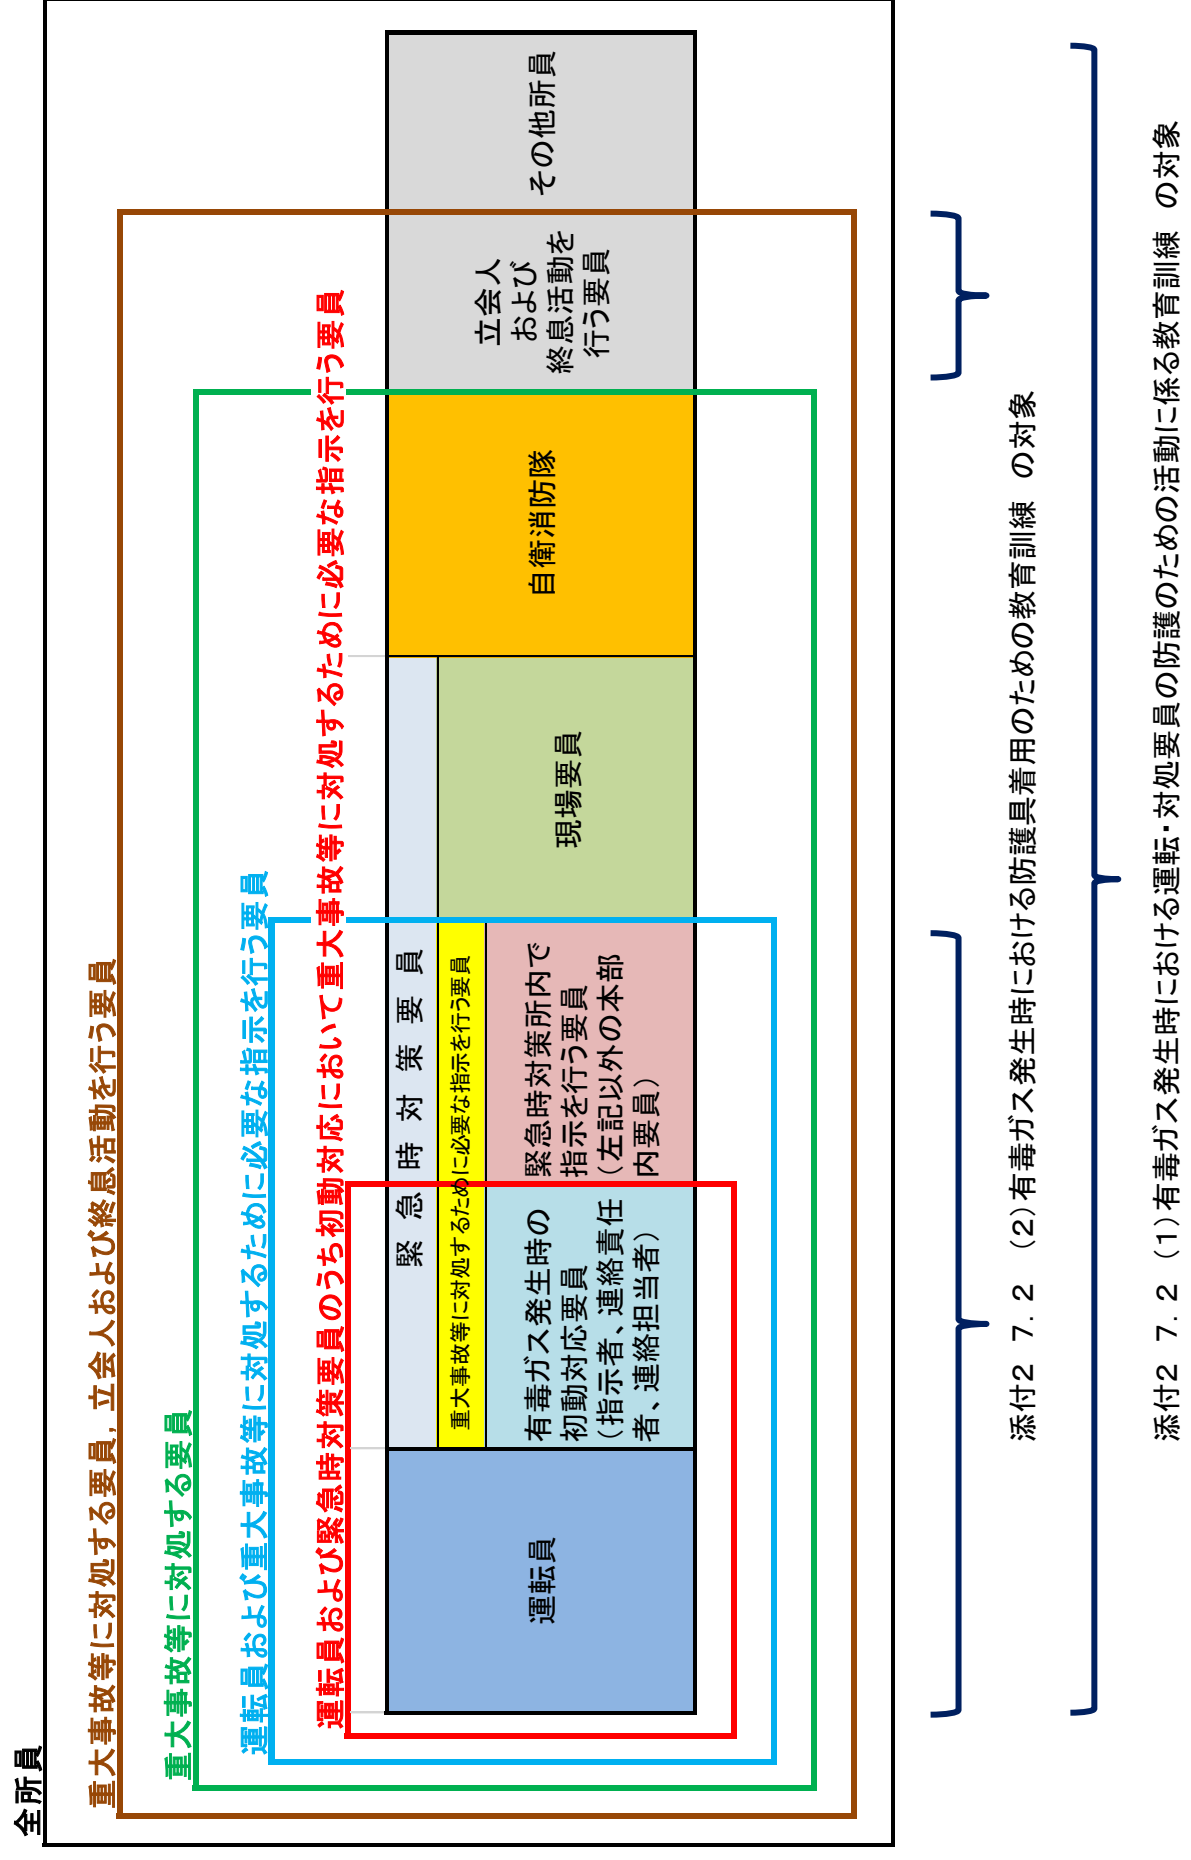 全所員
重大事故等に対処する要員，立会人および終息活動を行う要員
重大事故等に対処する要員
運転員および重大事故等に対処するために必要な指示を行う要員
運転員および緊急時対策要員のうち初動対応において重大事故等に対処するために必要な指示を行う要員
緊急時対策要員
重大事故等に対処するために必要な指示を行う要員
運転員
有毒ガス発生時の
初動対応要員
（指示者、連絡責任
者、連絡担当者）
緊急時対策所内で
指示を行う要員
（左記以外の本部
内要員）
現場要員
自衛消防隊
立会人
および
終息活動を
行う要員
その他所員
添付２　７．２　（２）有毒ガス発生時における防護具着用のための教育訓練　の対象
添付２　７．２　（１）有毒ガス発生時における運転・対処要員の防護のための活動に係る教育訓練　の対象